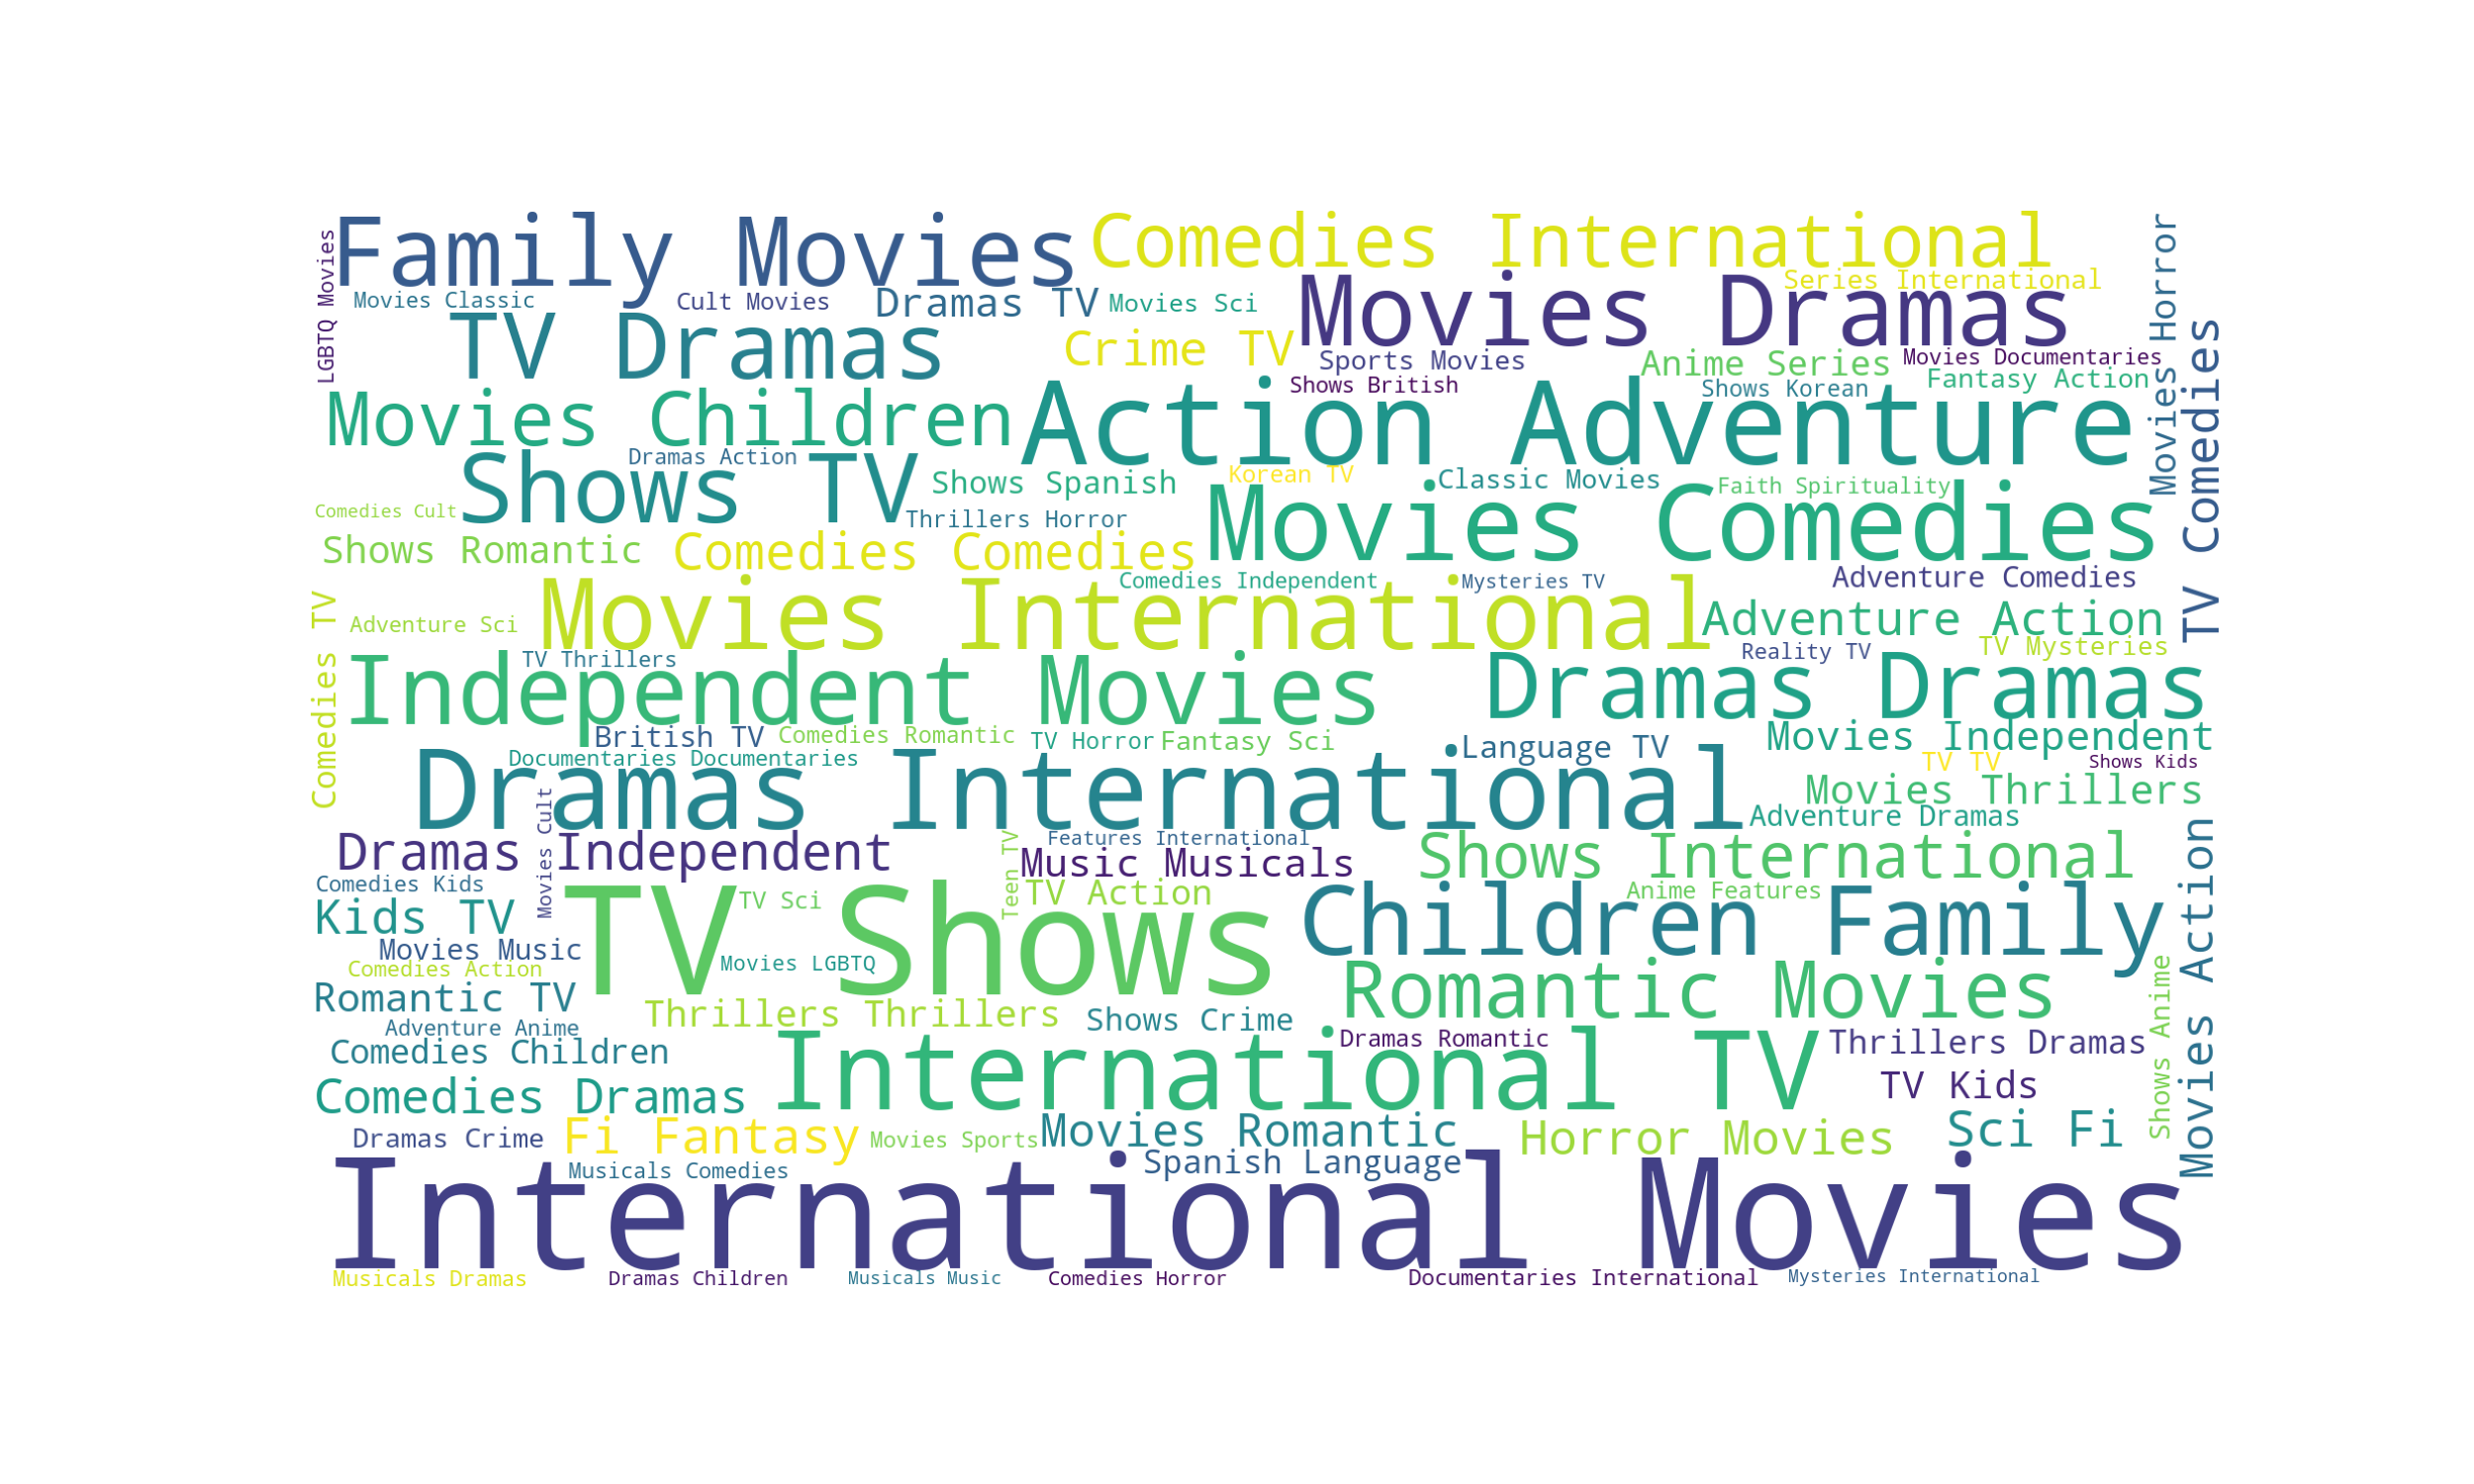 Family Movies
Comedies International
LGBTQ Movies
Movies Horror
Movies Classic
Cult Movies
Dramas TV
Movies Sci
Movies Dramas
Series International
TV Dramas
Crime TV
Sports Movies
Anime Series
Movies Documentaries
TV Comedies
Movies Children
Action Adventure
Shows British
Shows Korean
Fantasy Action
Shows TV
Dramas Action
Shows Spanish
Korean TV
Classic Movies
Faith Spirituality
Comedies Cult
Thrillers Horror
Movies Comedies
Shows Romantic
Comedies Comedies
Comedies TV
Adventure Sci
Movies International
Comedies Independent
Mysteries TV
Adventure Comedies
Adventure Action
Independent Movies
TV Thrillers
Dramas Dramas
Reality TV
TV Mysteries
British TV
Comedies Romantic
TV Horror
Fantasy Sci
Language TV
Movies Independent
Documentaries Documentaries
Dramas International
TV TV
Shows Kids
Movies Thrillers
Adventure Dramas
Movies Cult
Dramas Independent
Teen TV
Features International
Music Musicals
Shows International
Movies Action
Comedies Kids
Kids TV
TV Shows
TV Sci
TV Action
Children Family
Anime Features
Movies Music
Comedies Action
Movies LGBTQ
Romantic Movies
Shows Anime
Romantic TV
Thrillers Thrillers
Shows Crime
Adventure Anime
Comedies Children
International TV
Dramas Romantic
Thrillers Dramas
Comedies Dramas
TV Kids
Dramas Crime
Fi Fantasy
Movies Sports
Movies Romantic
Horror Movies
Sci Fi
International Movies
Musicals Comedies
Spanish Language
Musicals Dramas
Dramas Children
Musicals Music
Comedies Horror
Documentaries International
Mysteries International